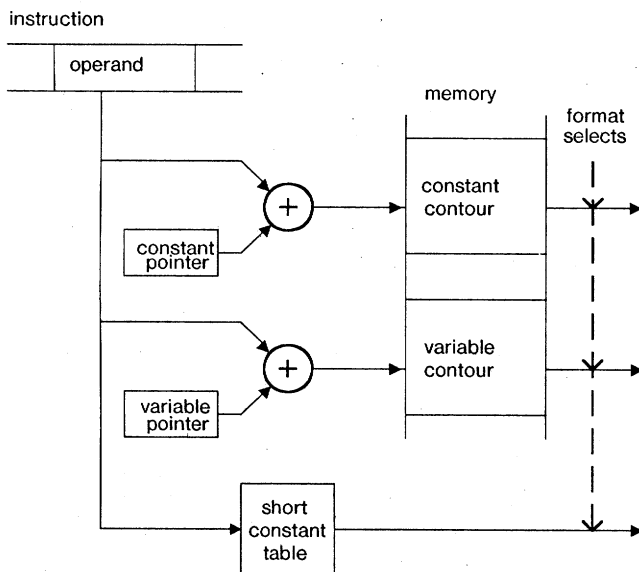 instruction
operand
memory
format
selects
constant
contour
+
constant
pointer
variable
contour
+
variable
pointer
short
constant
table